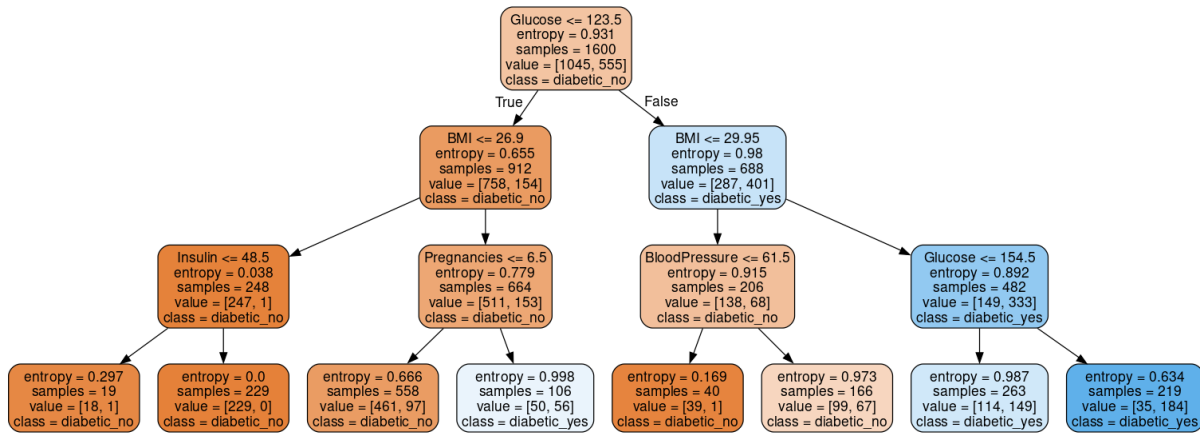 Glucose <= 123.5
entropy = 0.931
samples = 1600
value = [1045, 555]
class = diabetic_no
True
False
BMI <= 26.9
entropy = 0.655
samples = 912
value = [758, 154]
class = diabetic_no
BMI <= 29.95
entropy = 0.98
samples = 688
value = [287, 401]
class = diabetic_yes
Insulin <= 48.5
entropy = 0.038
samples = 248
value = [247, 1]
class = diabetic_no
Pregnancies <= 6.5
entropy = 0.779
samples = 664
value = [511, 153]
class = diabetic_no
BloodPressure <= 61.5
entropy = 0.915
samples = 206
value = [138, 68]
class = diabetic_no
Glucose <= 154.5
entropy = 0.892
samples = 482
value = [149, 333]
class = diabetic_yes
entropy = 0.297
samples = 19
value = [18, 1]
class = diabetic_no
entropy = 0.0
samples = 229
value = [229, 0]
class = diabetic_no
entropy = 0.666
samples = 558
value = [461, 97]
class = diabetic_no
entropy = 0.998
samples = 106
value = [50, 56]
class = diabetic_yes
entropy = 0.169
samples = 40
value = [39, 1]
class = diabetic_no
entropy = 0.973
samples = 166
value = [99, 67]
class = diabetic_no
entropy = 0.987
samples = 263
value = [114, 149]
class = diabetic_yes
entropy = 0.634
samples = 219
value = [35, 184]
class = diabetic_yes